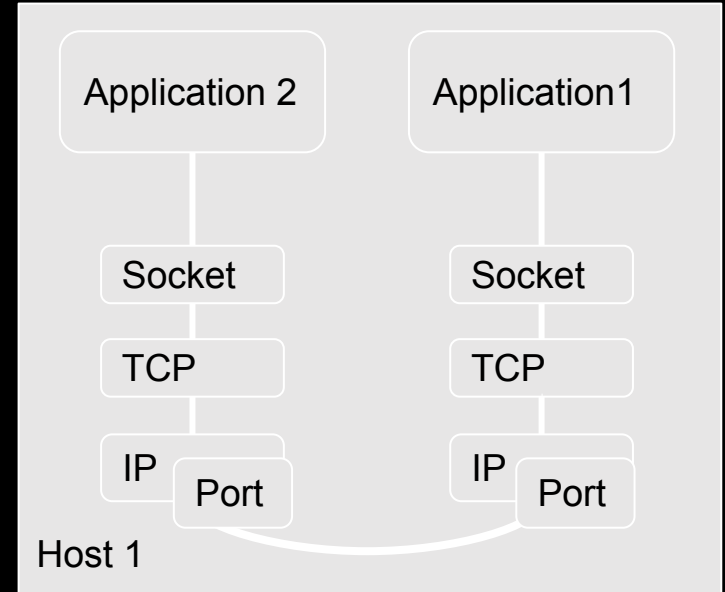 Application 2
Application1
Socket
Socket
TCP
TCP
IP
IP
Port
Port
Host 1